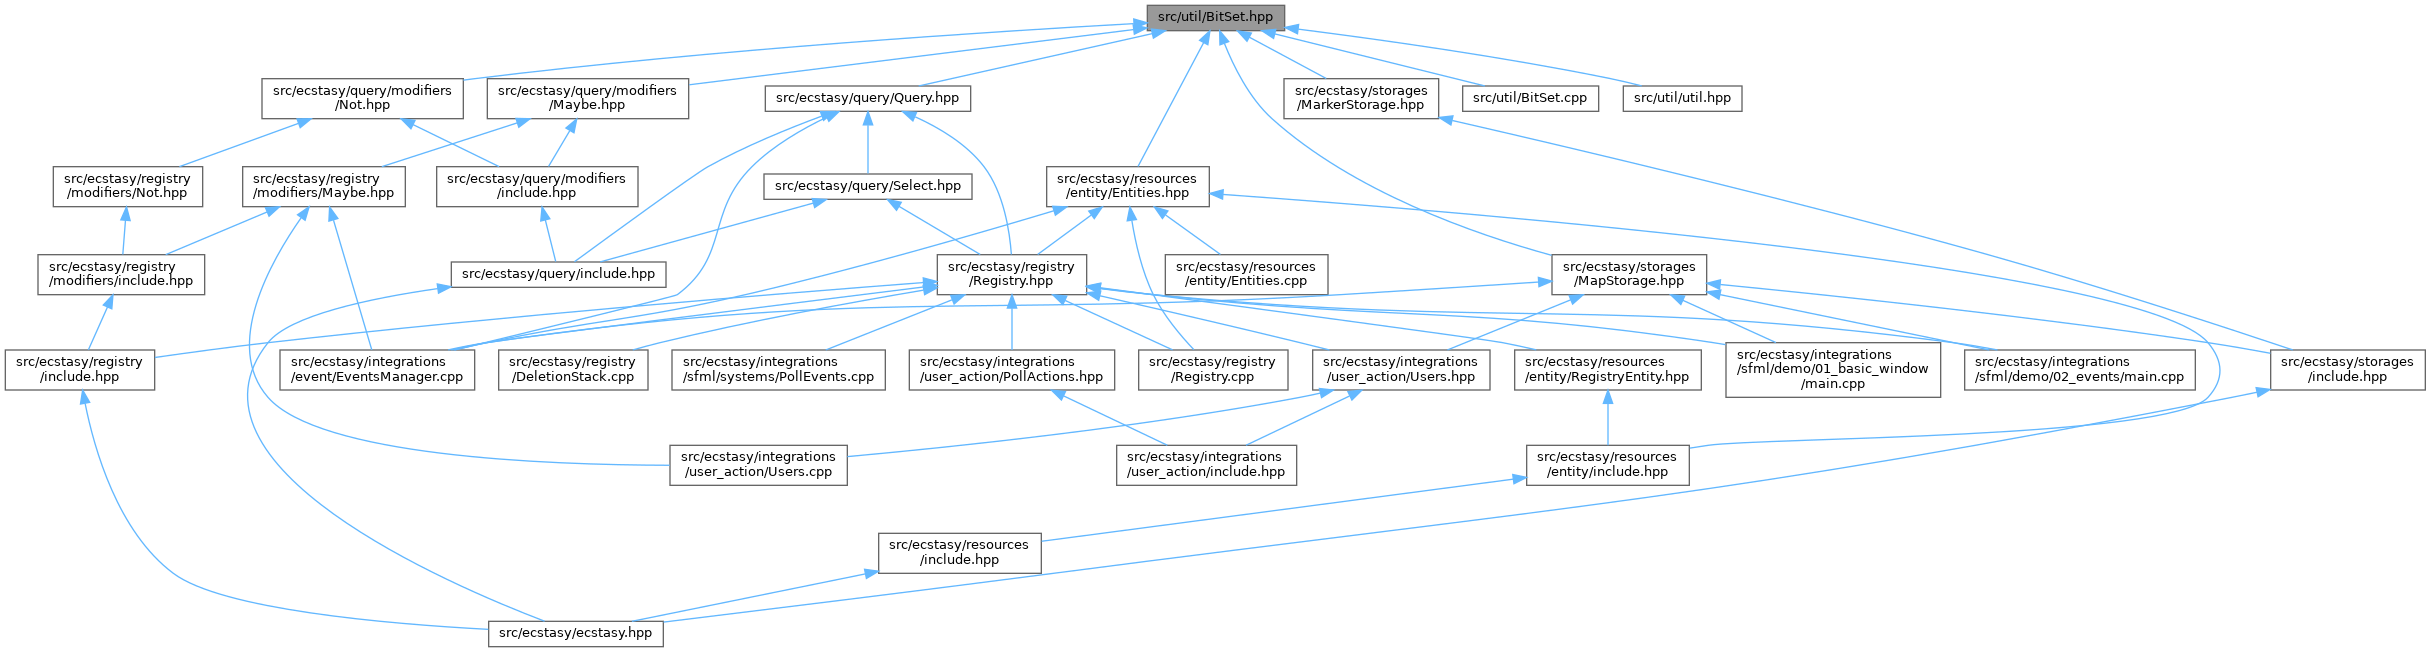 src/util/BitSet.hpp
src/ecstasy/query/modifiers
/Not.hpp
src/ecstasy/query/modifiers
/Maybe.hpp
src/ecstasy/query/Query.hpp
src/ecstasy/storages
/MarkerStorage.hpp
src/util/BitSet.cpp
src/util/util.hpp
src/ecstasy/registry
/modifiers/Not.hpp
src/ecstasy/registry
/modifiers/Maybe.hpp
src/ecstasy/query/modifiers
/include.hpp
src/ecstasy/query/Select.hpp
src/ecstasy/resources
/entity/Entities.hpp
src/ecstasy/registry
/modifiers/include.hpp
src/ecstasy/query/include.hpp
src/ecstasy/registry
/Registry.hpp
src/ecstasy/resources
/entity/Entities.cpp
src/ecstasy/storages
/MapStorage.hpp
src/ecstasy/registry
/include.hpp
src/ecstasy/integrations
/event/EventsManager.cpp
src/ecstasy/registry
/DeletionStack.cpp
src/ecstasy/integrations
/sfml/systems/PollEvents.cpp
src/ecstasy/integrations
/user_action/PollActions.hpp
src/ecstasy/registry
/Registry.cpp
src/ecstasy/integrations
/user_action/Users.hpp
src/ecstasy/resources
/entity/RegistryEntity.hpp
src/ecstasy/integrations
/sfml/demo/01_basic_window
/main.cpp
src/ecstasy/integrations
/sfml/demo/02_events/main.cpp
src/ecstasy/storages
/include.hpp
src/ecstasy/integrations
/user_action/Users.cpp
src/ecstasy/integrations
/user_action/include.hpp
src/ecstasy/resources
/entity/include.hpp
src/ecstasy/resources
/include.hpp
src/ecstasy/ecstasy.hpp